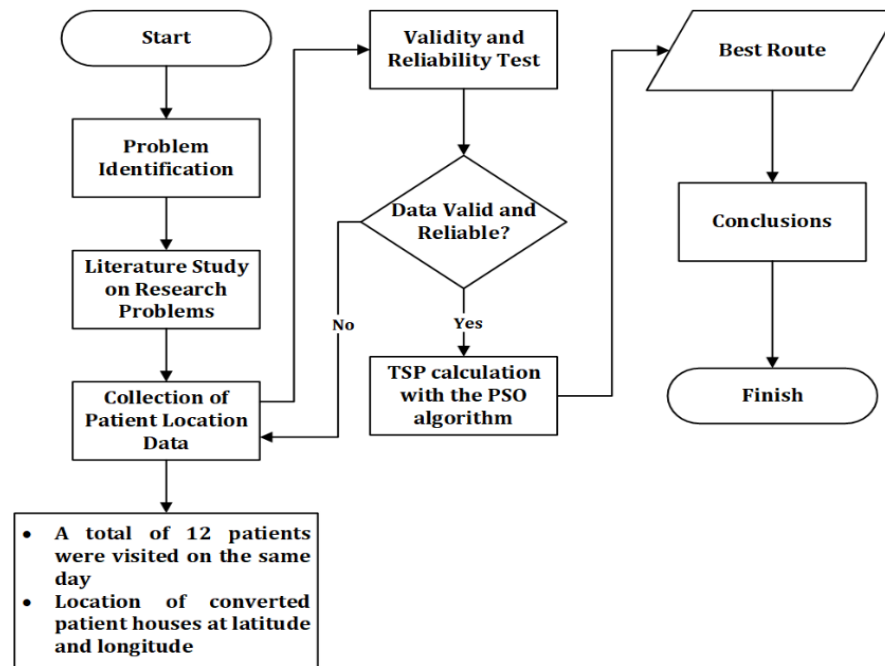 Start
Problem
Identification
Literature Study
on Research
Problems
Collection of
Patient Location
Data
• A total of 12 patients
were visited on the same
day
• Location of converted
patient houses at latitude
and longitude
Validity and
Reliability Test
Data Valid and
Reliable?
No
Yes
TSP calculation
with the PSO
algorithm
Best Route
Conclusions
Finish